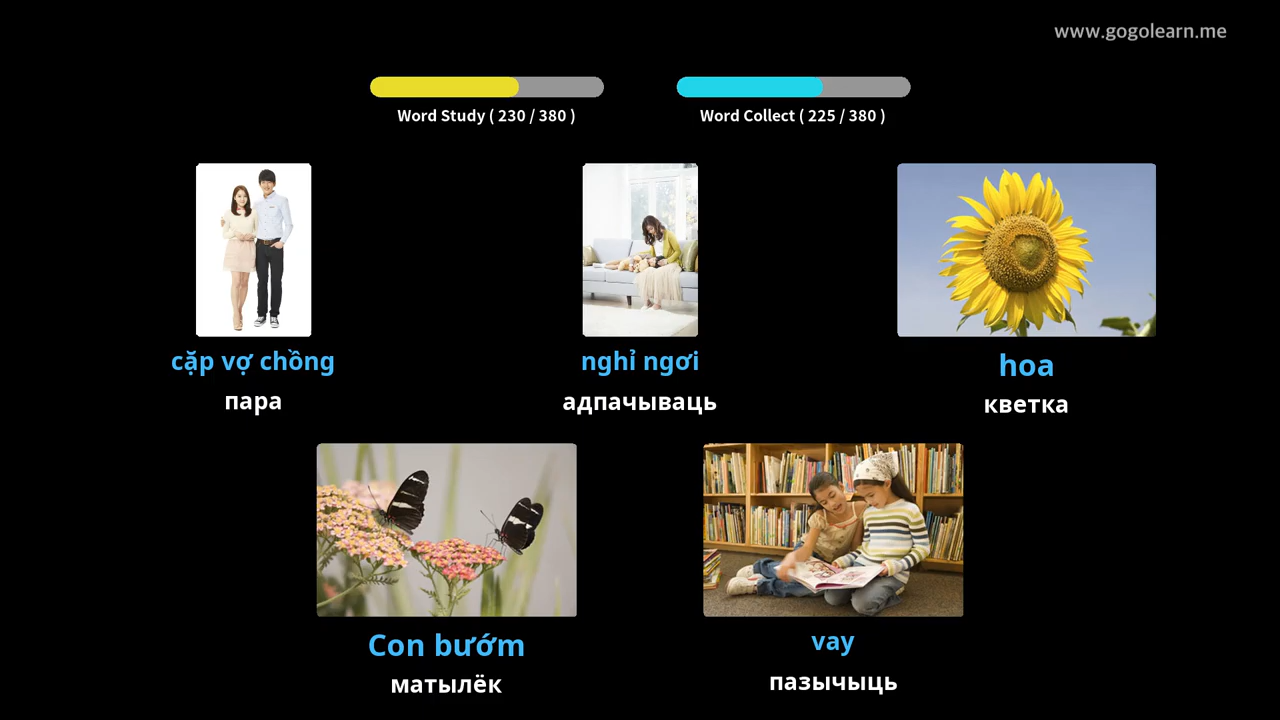 www.gogolearn.me
Word Study ( 230 / 380 )
Word Collect ( 225 / 380 )
cặp vợ chồng
пара
nghỉ ngơi
адпачываць
hoa
кветка
Con bướm
матылёк
vay
пазычыць